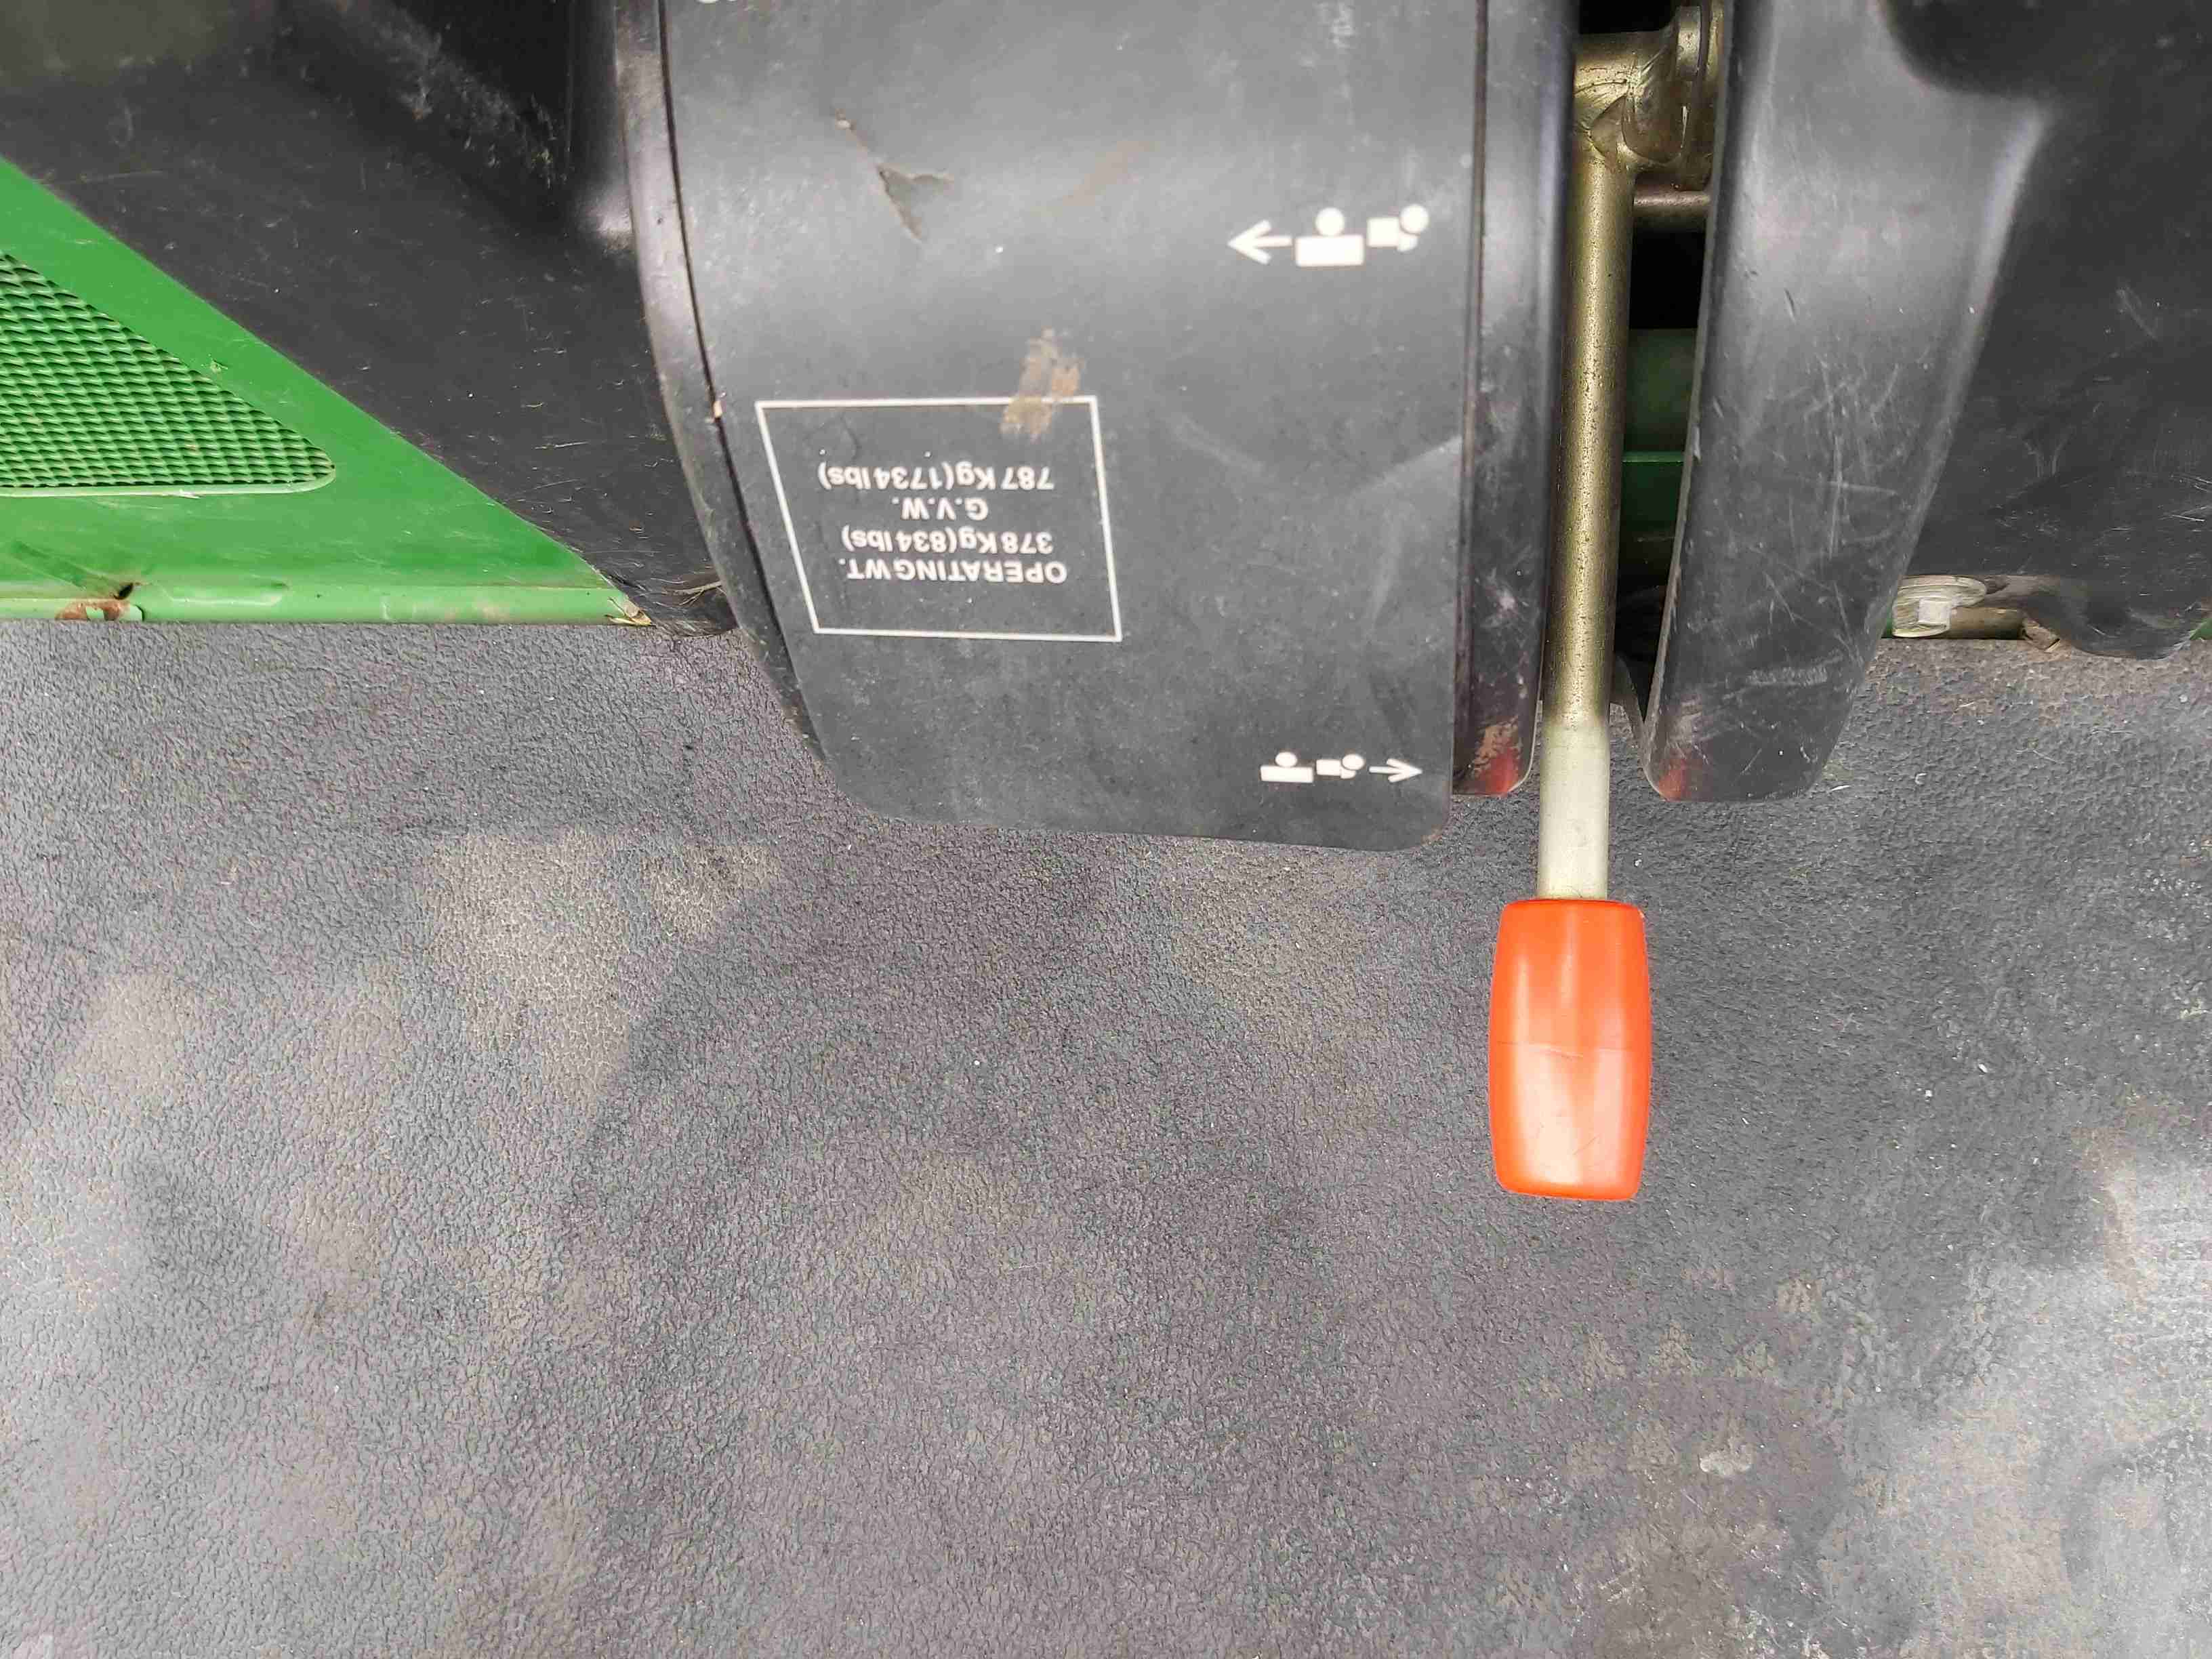 OPERATING WT.
378 Kg(834 lbs)
G.V.W.
787 Kg(1734 lbs)